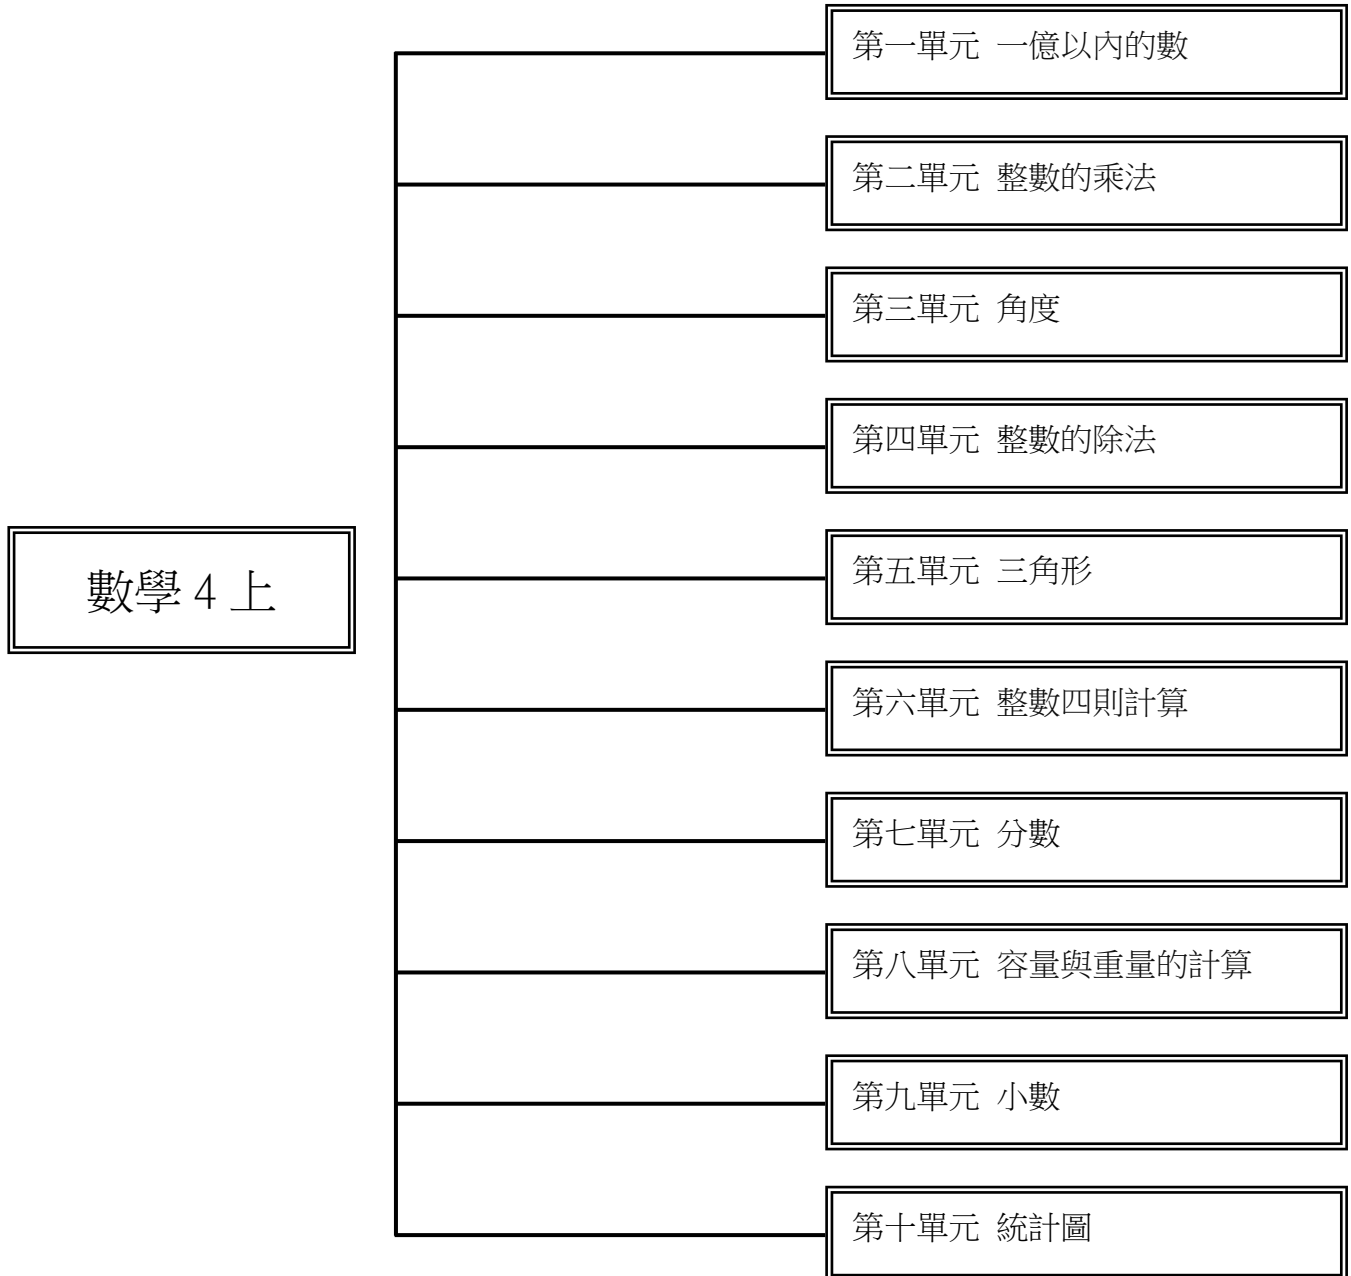 第一單元 一億以內的數
第二單元 整數的乘法
第三單元 角度
第四單元 整數的除法
第五單元 三角形
數學 4 上
第六單元 整數四則計算
第七單元 分數
第八單元 容量與重量的計算
第九單元 小數
第十單元 統計圖